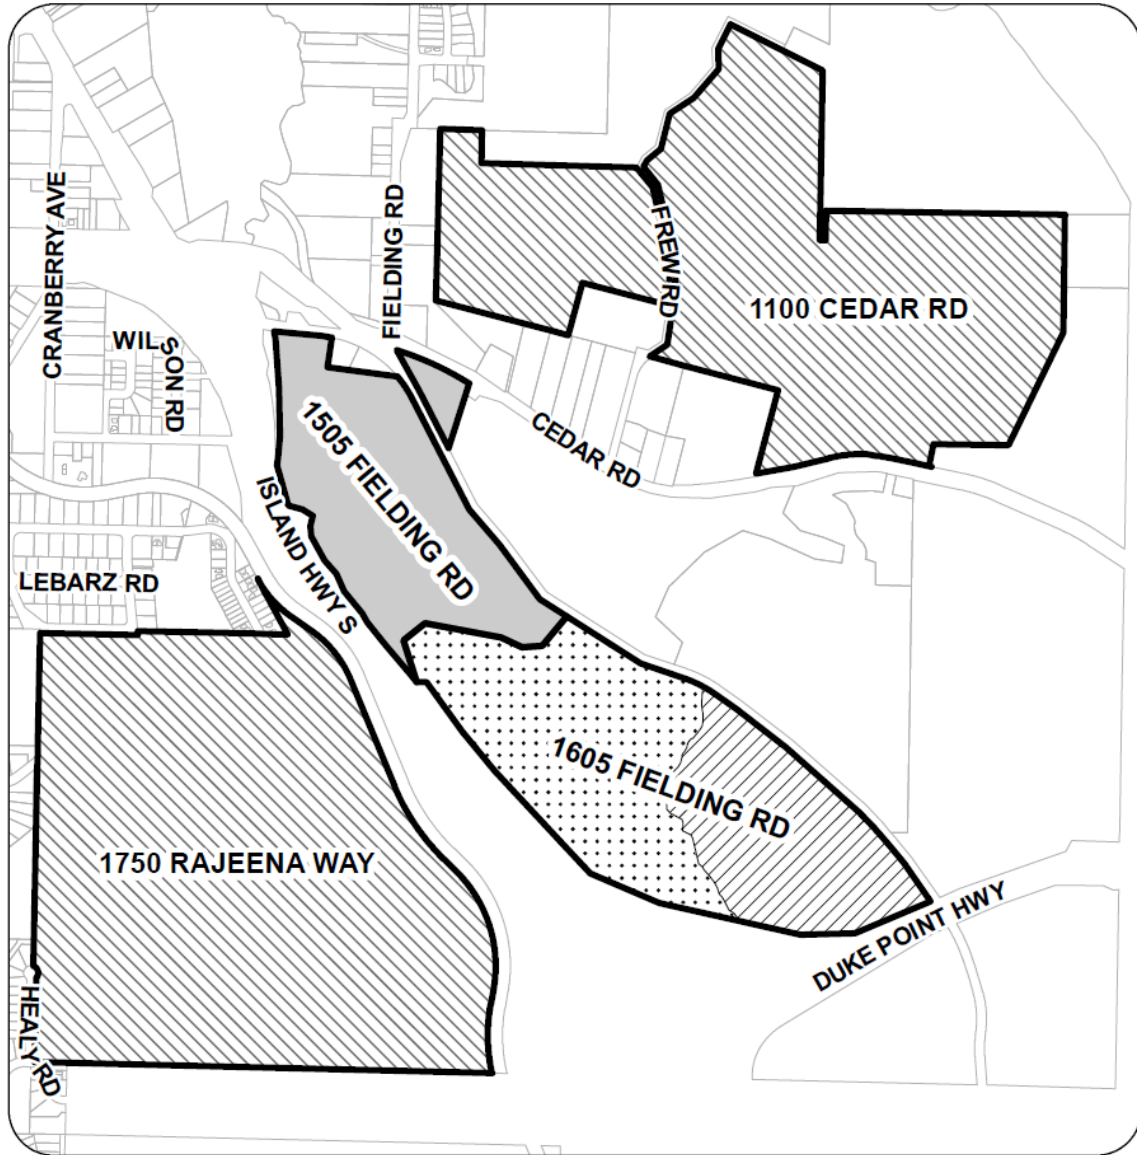 CRANBERRY AVE
FIELDING RD
FREW RD
1100 CEDAR RD
WILSON RD
CEDAR RD
1505 FIELDING RD
ISLAND HWY S
LEBARZ RD
1605 FIELDING RD
1750 RAJEENA WAY
DUKE POINT HWY
HEALY RD